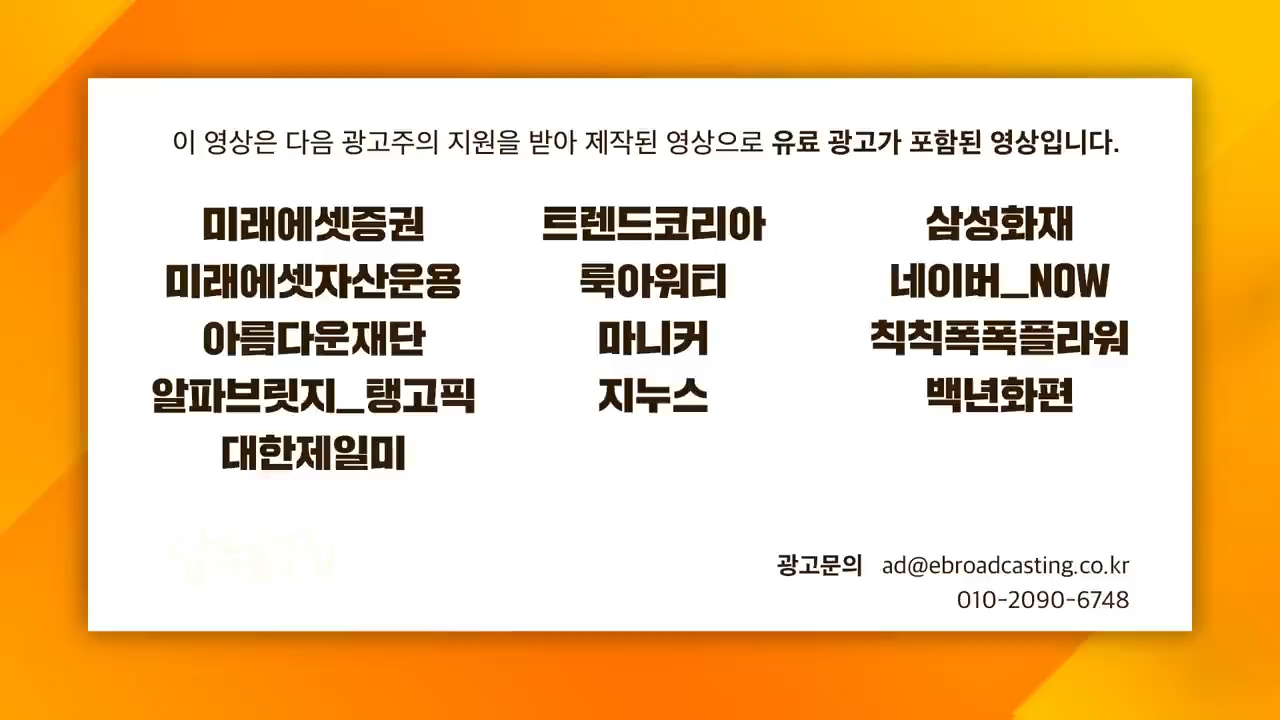 이 영상은 다음 광고주의 지원을 받아 제작된 영상으로 유료 광고가 포함된 영상입니다.
미래에셋증권 트렌드코리아 삼성화재
미래에셋자산운용 룩아워티 네이버_NOW
아름다운재단 마니커 칙칙폭폭플라워
알파브릿지_탱고픽 지누스 백년화편
대한제일미
광고문의 ad@ebroadcasting.co.kr
010-2090-6748